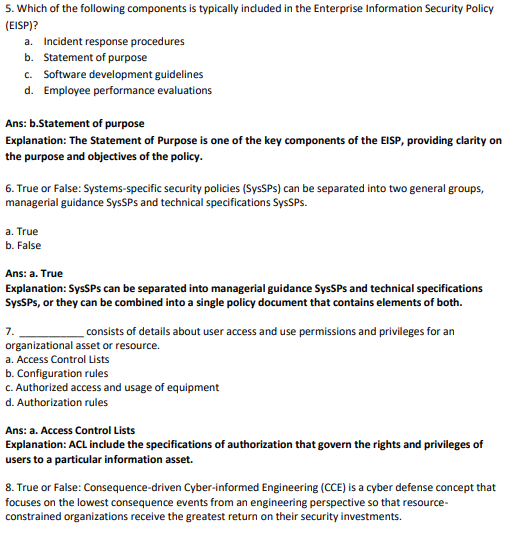 5. Which of the following components is typically included in the Enterprise Information Security Policy
(EISP)?
a. Incident response procedures
b. Statement of purpose
c. Software development guidelines
d. Employee performance evaluations
Ans: b.Statement of purpose
Explanation: The Statement of Purpose is one of the key components of the EISP, providing clarity on
the purpose and objectives of the policy.
6. True or False: Systems-specific security policies (SysSPs) can be separated into two general groups,
managerial guidance SysSPs and technical specifications SysSPs.
a. True
b. False
Ans: a. True
Explanation: SysSPs can be separated into managerial guidance SysSPs and technical specifications
SysSPs, or they can be combined into a single policy document that contains elements of both.
7. ____________ consists of details about user access and use permissions and privileges for an
organizational asset or resource.
a. Access Control Lists
b. Configuration rules
c. Authorized access and usage of equipment
d. Authorization rules
Ans: a. Access Control Lists
Explanation: ACL include the specifications of authorization that govern the rights and privileges of
users to a particular information asset.
8. True or False: Consequence-driven Cyber-informed Engineering (CCE) is a cyber defense concept that
focuses on the lowest consequence events from an engineering perspective so that resource-
constrained organizations receive the greatest return on their security investments.